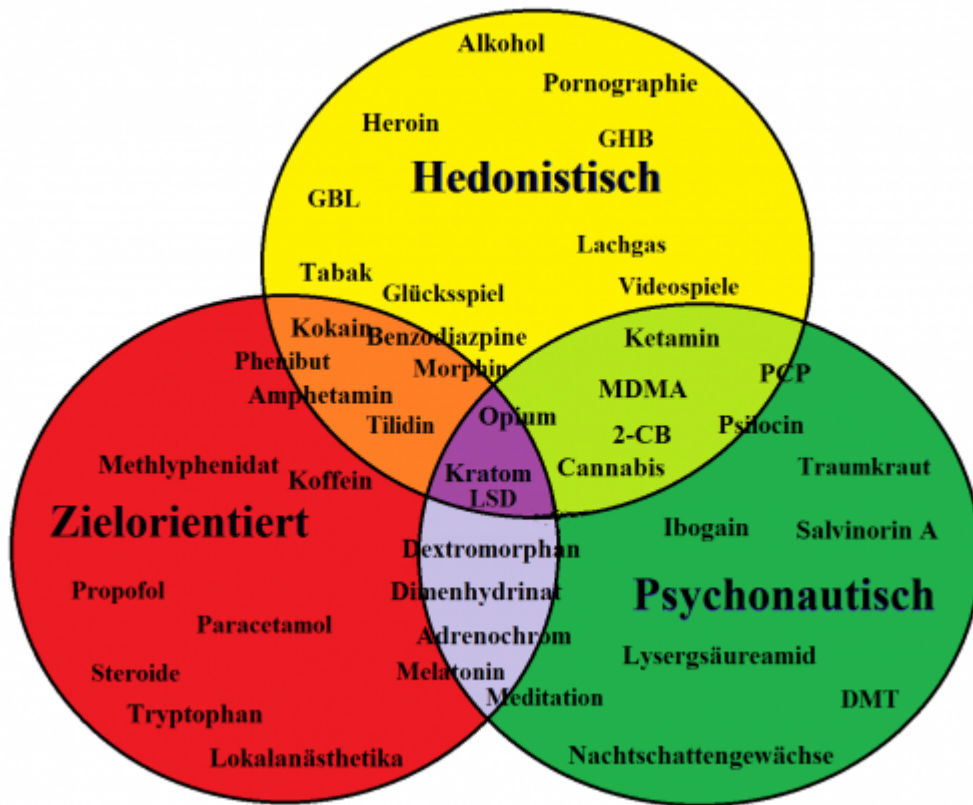 Alkohol
Pornographie
Heroin
GHB
Hedonistisch
GBL
Lachgas
Tabak
Videospiele
Glücksspiel
Kokain
Benzodiazpine
Ketamin
Phenibut
Morphin
PCP
Amphetamin
MDMA
Opium
Tilidin
2-CB
Psilocin
Methlyphenidat
Koffein
Kratom
Cannabis
Traumkraut
LSD
Zielorientiert
Ibogain
Salvinorin A
Dextromorphan
Propofol
Dimenhydrinat
Psychonautisch
Paracetamol
Adrenochrom
Lysergsäureamid
Steroide
Melatonin
Meditation
DMT
Tryptophan
Lokalanästhetika
Nachtschattengewächse